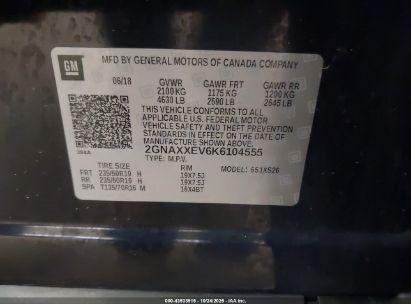 GM
MFD BY GENERAL MOTORS OF CANADA COMPANY
06/18 GVWR GAWR FRT GAWR RR
2100 KG 1175 KG 1200 KG
4630 LB 2590 LB 2645 LB
THIS VEHICLE CONFORMS TO ALL
APPLICABLE U.S. FEDERAL MOTOR
VEHICLE SAFETY AND THEFT PREVENTION
STANDARDS IN EFFECT ON THE DATE OF
MANUFACTURE SHOWN ABOVE.
2GNAXXEV6K6104555
TYPE: M.P.V. MODEL: 651XS26
TIRE SIZE RIM
FRT 235/50R19 H 19X7.5J
RR 235/50R19 H 19X7.5J
SPA T135/70R16 M 16X4BT